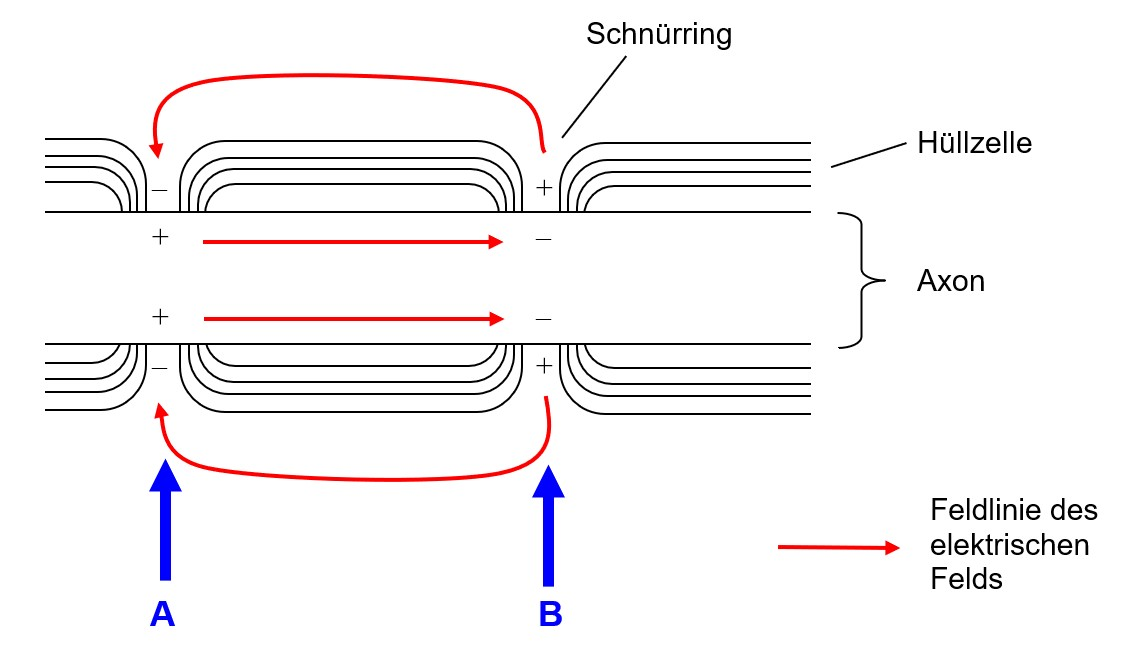 Schnürring
Hüllzelle
– +
+ –
Axon
+ –
– +
Feldlinie des
elektrischen
Felds
A B